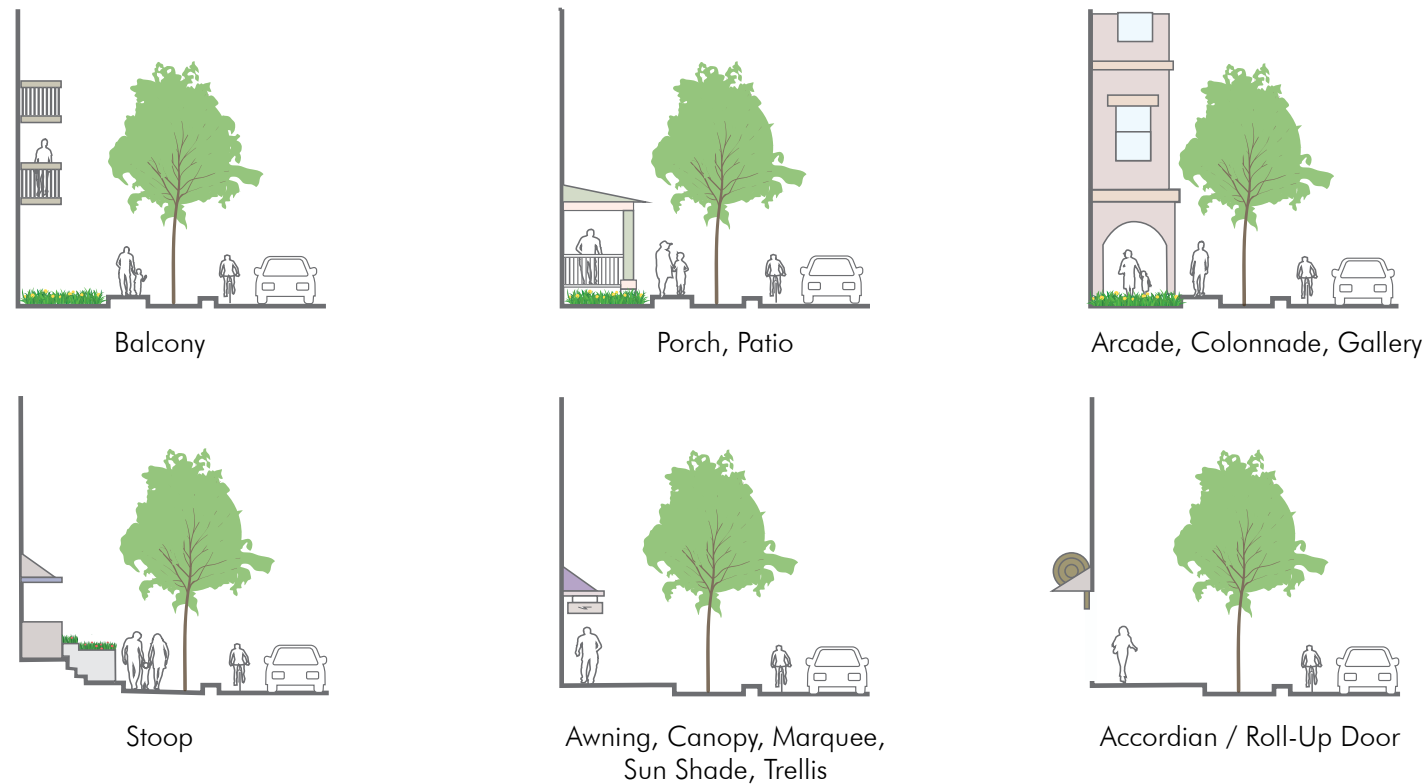 Balcony
Porch, Patio
Arcade, Colonnade, Gallery
Stoop
Awning, Canopy, Marquee,
Sun Shade, Trellis
Accordian / Roll-Up Door